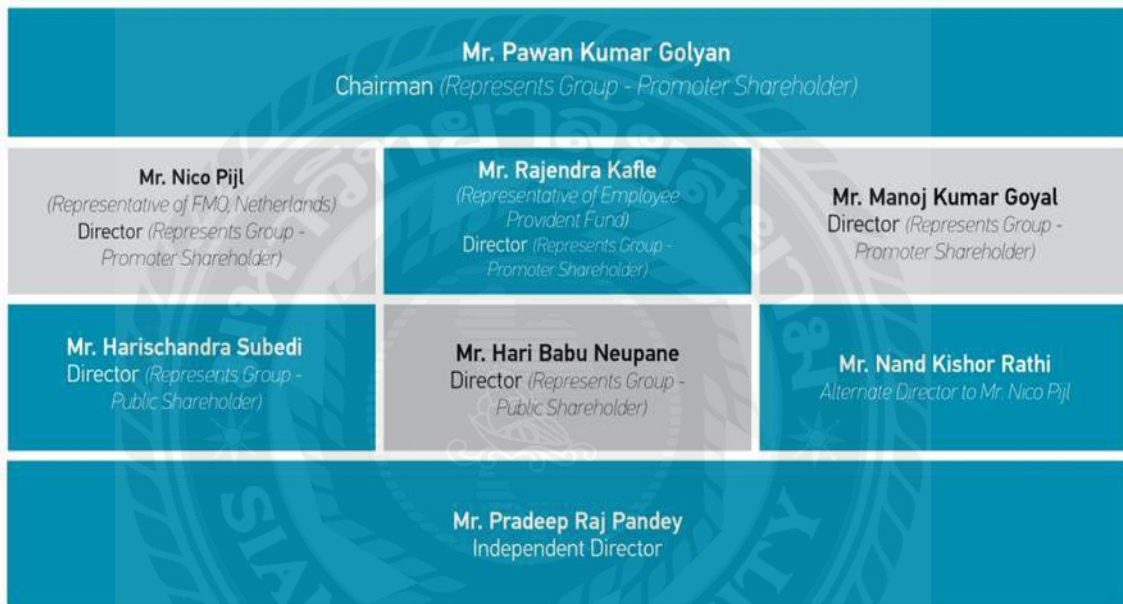 Mr. Pawan Kumar Golyan
Chairman (Represents Group - Promoter Shareholder)
Mr. Nico Pijl
(Representative of FMO, Netherlands)
Director (Represents Group -
Promoter Shareholder)
Mr. Rajendra Kafle
(Representative of Employee
Provident Fund)
Director (Represents Group -
Promoter Shareholder)
Mr. Manoj Kumar Goyal
Director (Represents Group -
Promoter Shareholder)
Mr. Harischandra Subedi
Director (Represents Group -
Public Shareholder)
Mr. Hari Babu Neupane
Director (Represents Group -
Public Shareholder)
Mr. Nand Kishor Rathi
Alternate Director to Mr. Nico Pijl
Mr. Pradeep Raj Pandey
Independent Director